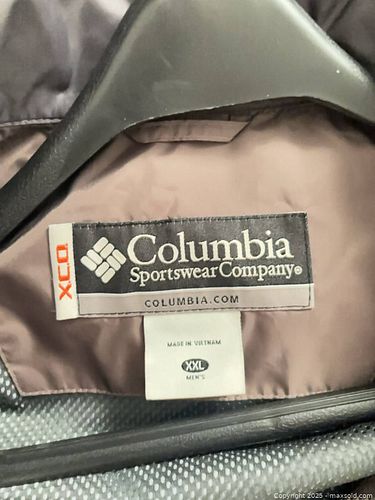 XCO
Columbia
Sportswear Company®
COLUMBIA.COM
MADE IN VIETNAM
XXL
MEN'S
Copyright 2025 - maxsold.com